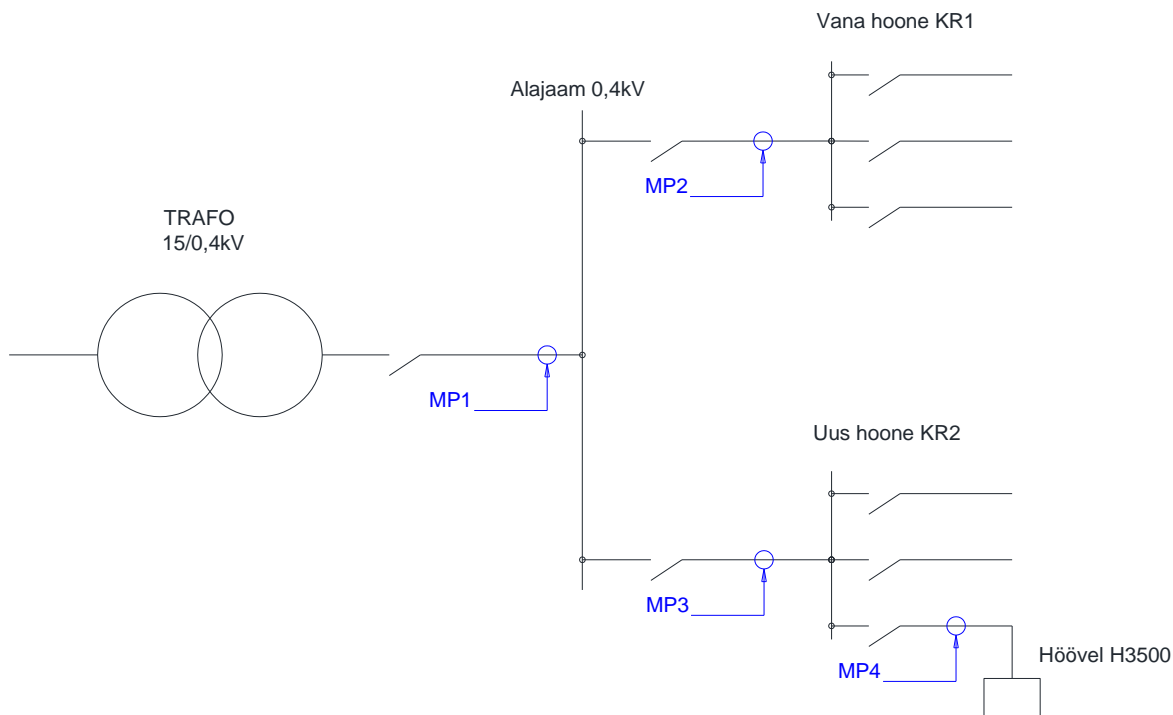 Vana hoone KR1
Alajaam 0,4kV
MP2
TRAFO
15/0,4kV
MP1
Uus hoone KR2
MP3
Höövel H3500
MP4